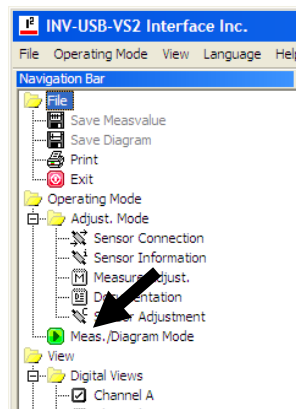 I² INV-USB-VS2 Interface Inc.
File Operating Mode View Language Help
Navigation Bar
File
Save Measvalue
Save Diagram
Print
Exit
Operating Mode
Adjust. Mode
Sensor Connection
Sensor Information
Measure Adjust.
Documentation
Sensor Adjustment
Meas./Diagram Mode
View
Digital Views
Channel A